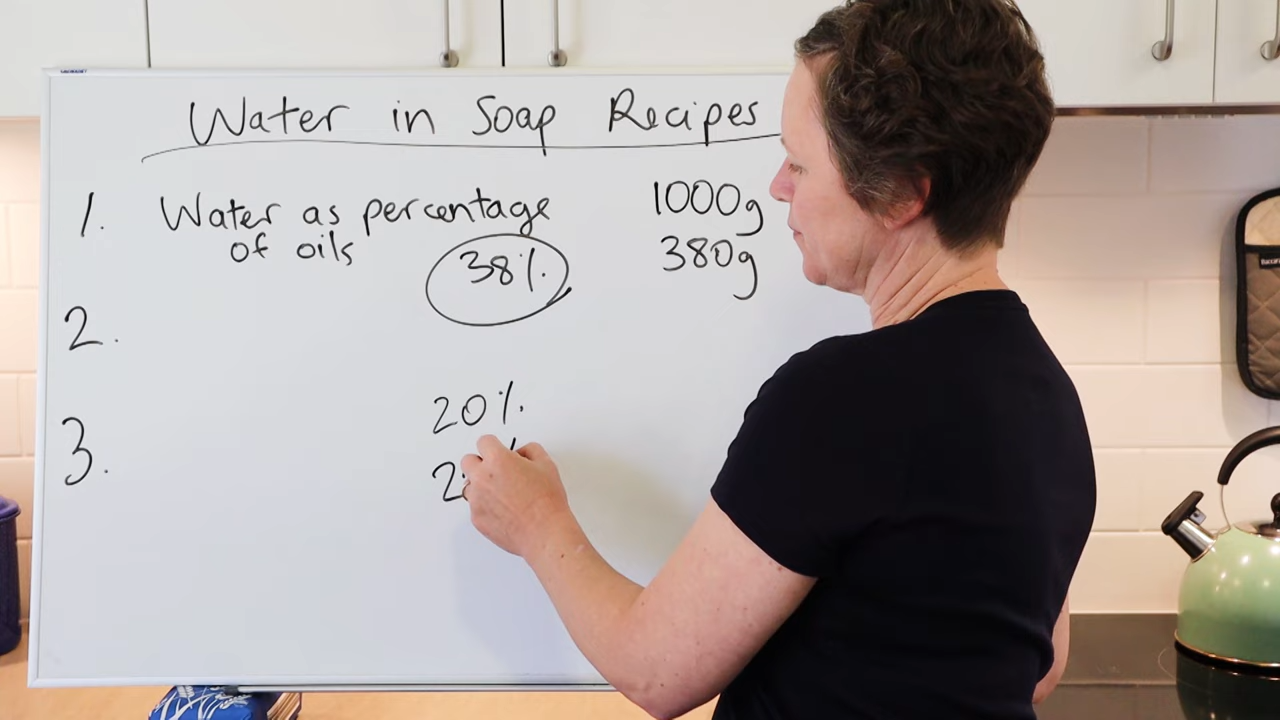 Water in Soap Recipes
1. Water as percentage 1000g
of oils 38% 380g
2.
20%
3.